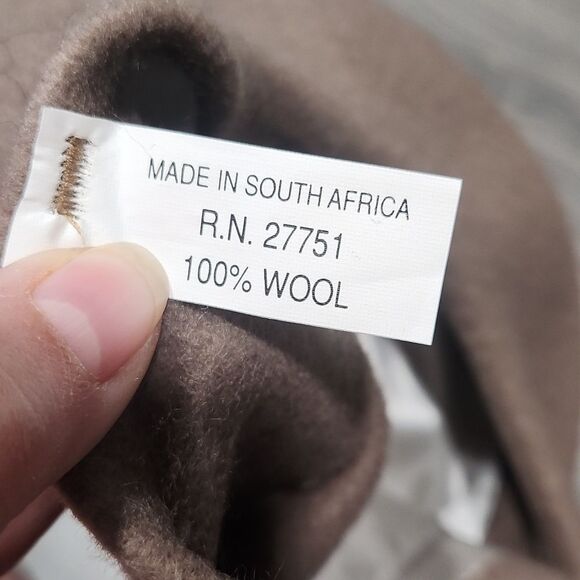 MADE IN SOUTH AFRICA
R.N. 27751
100% WOOL